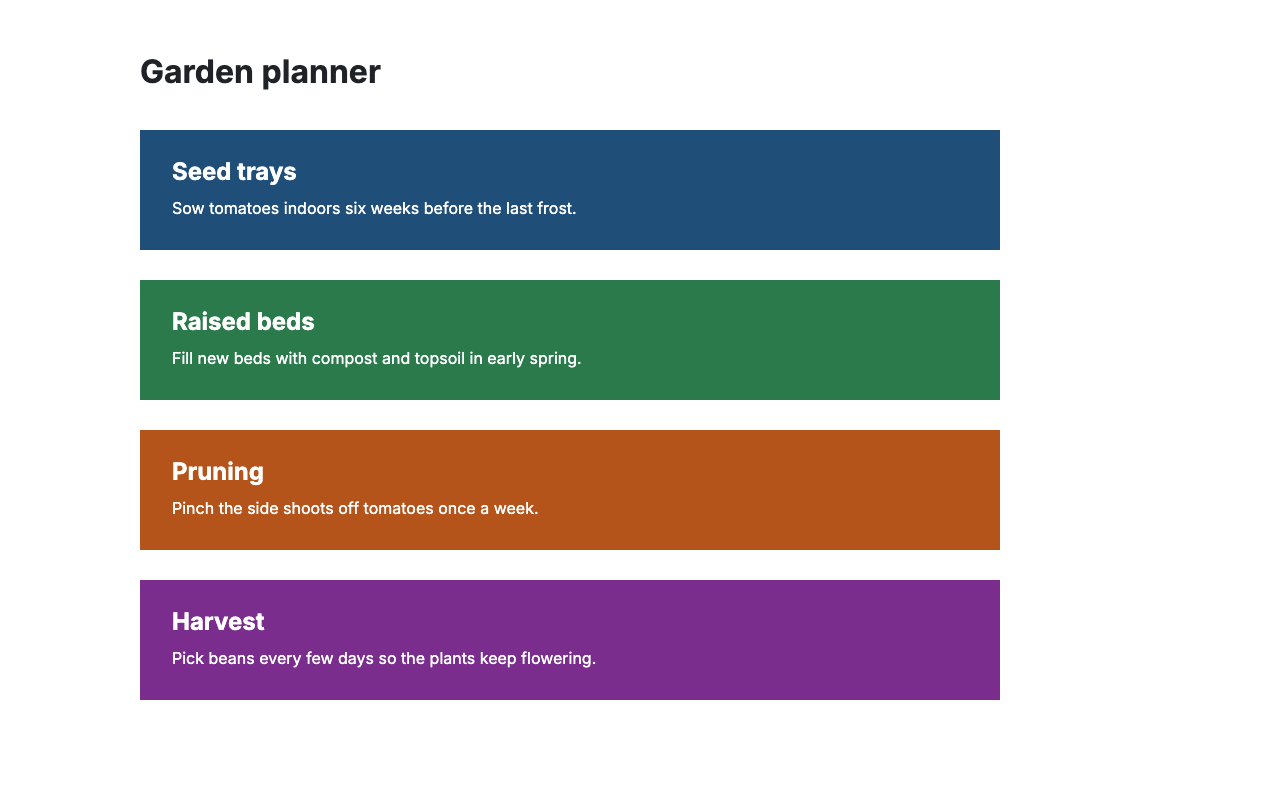 Garden planner
Seed trays
Sow tomatoes indoors six weeks before the last frost.
Raised beds
Fill new beds with compost and topsoil in early spring.
Pruning
Pinch the side shoots off tomatoes once a week.
Harvest
Pick beans every few days so the plants keep flowering.